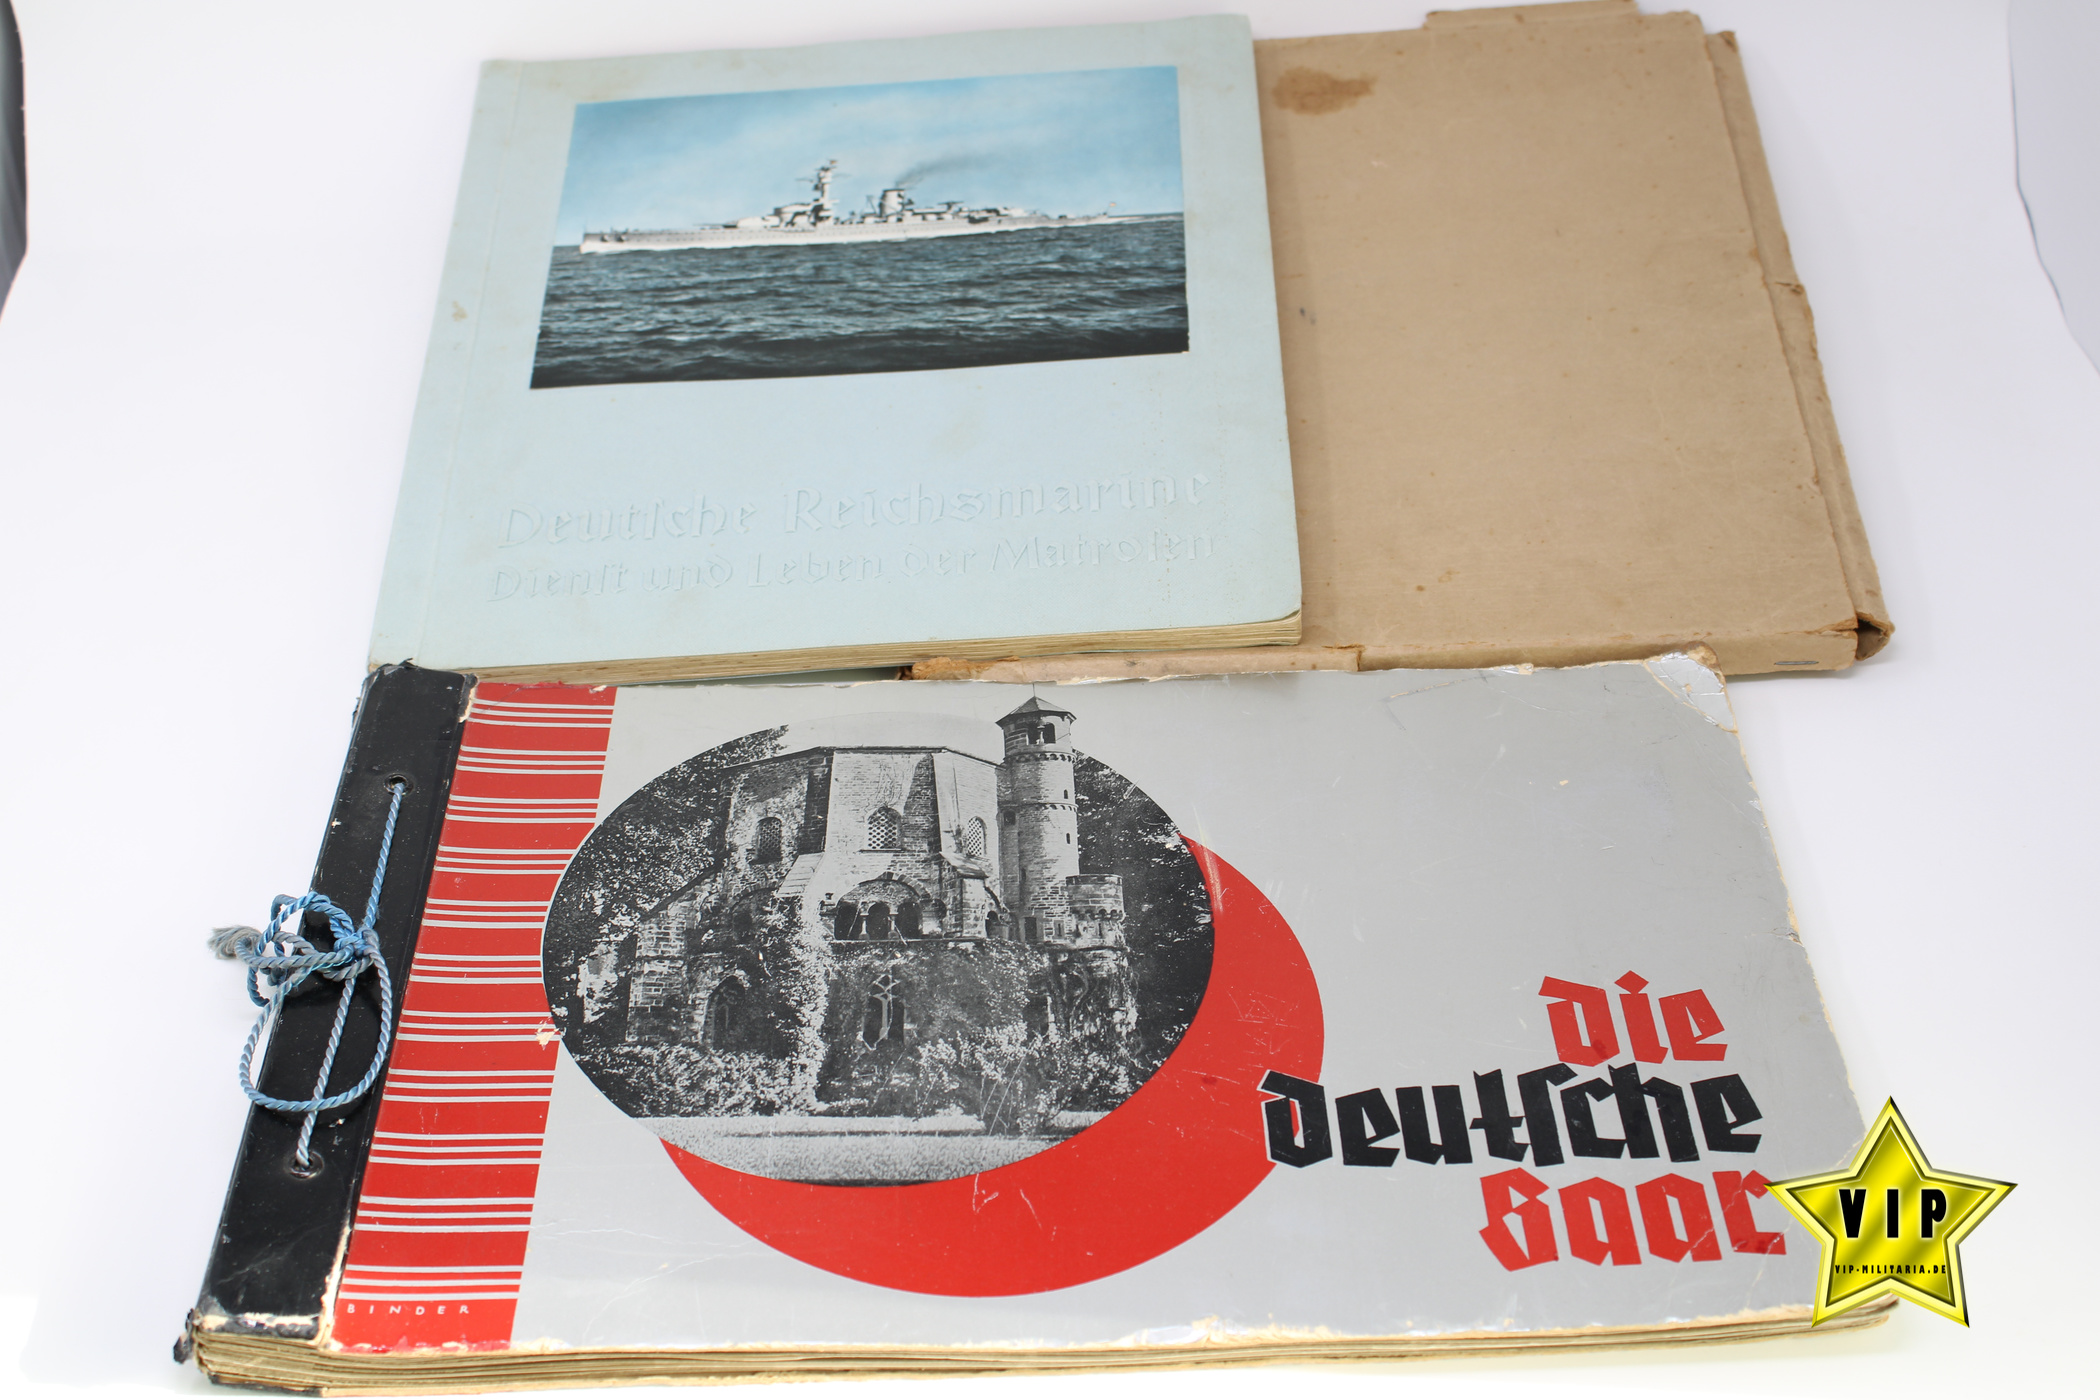 Deutsche Reichsmarine
Dienst und Leben der Matrosen
die
deutsche
Saar
BINDER
VIP
VIP-MILITARIA.DE